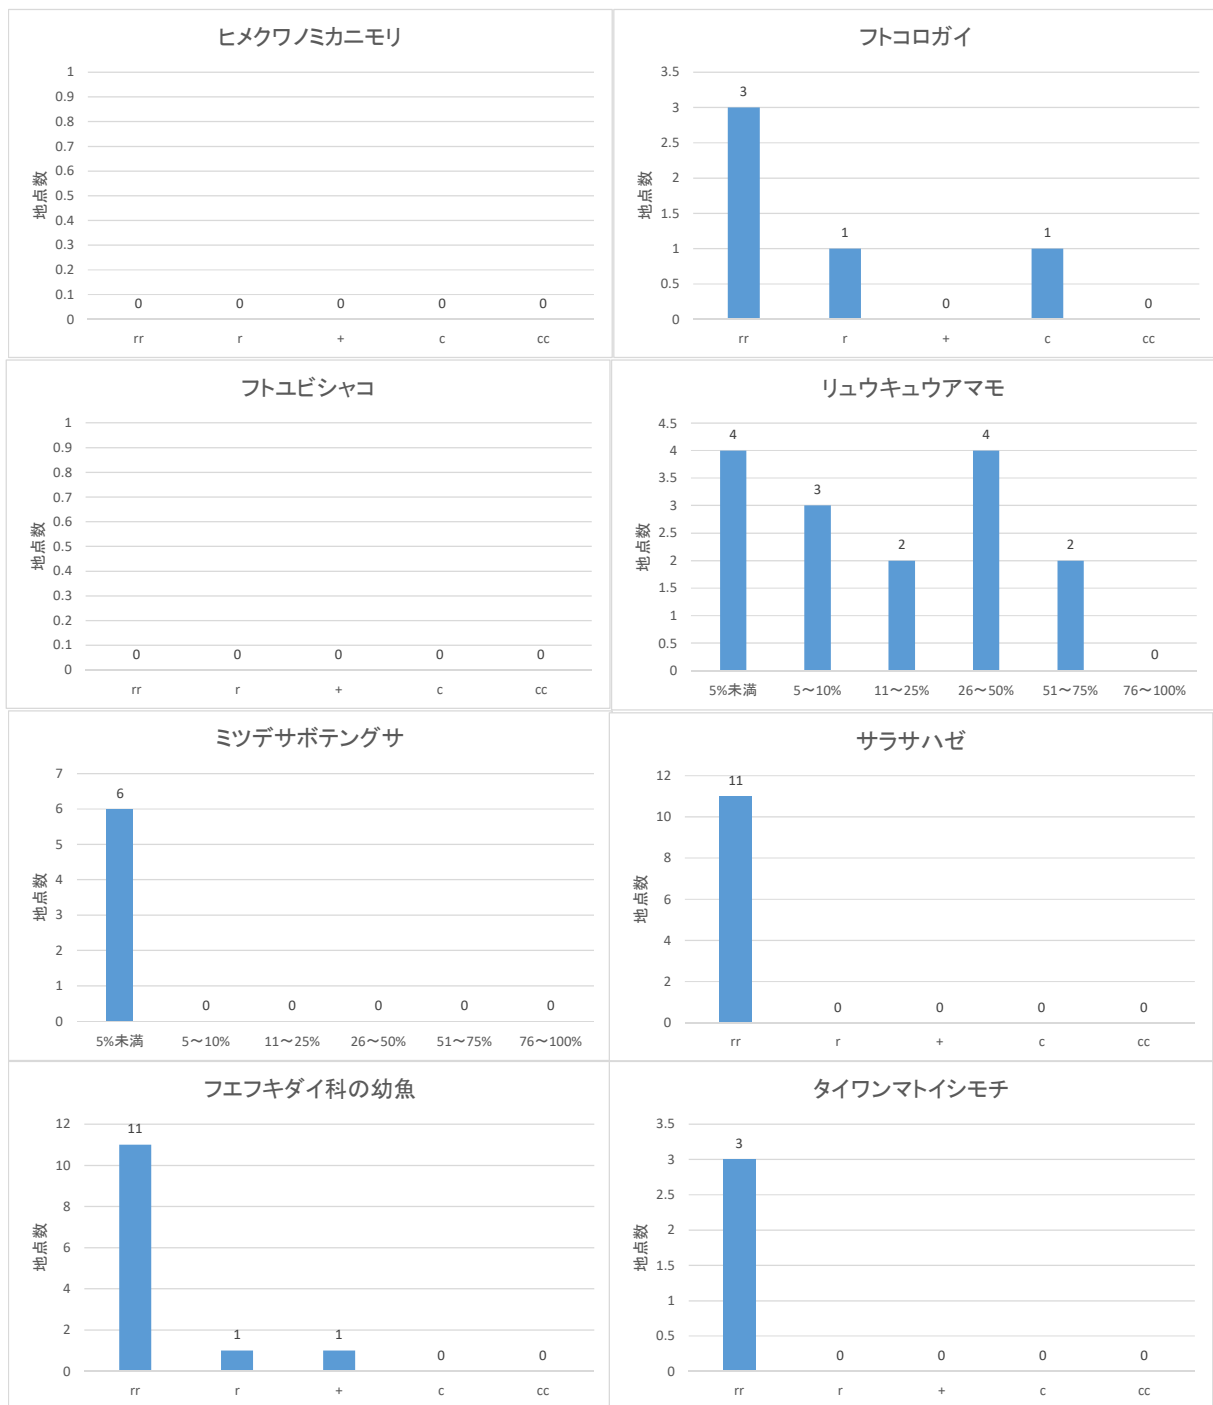 ヒメクワノミカニモリ
地点数
1
0.9
0.8
0.7
0.6
0.5
0.4
0.3
0.2
0.1
0
0 0 0 0 0
rr r + c cc
フトコロガイ
地点数
3.5
3
2.5
2
1.5
1
0.5
0
3 1 0 1 0
rr r + c cc
フトユビシャコ
地点数
1
0.9
0.8
0.7
0.6
0.5
0.4
0.3
0.2
0.1
0
0 0 0 0 0
rr r + c cc
リュウキュウアマモ
地点数
4.5
4
3.5
3
2.5
2
1.5
1
0.5
0
4 3 2 4 2 0
5%未満 5～10% 11～25% 26～50% 51～75% 76～100%
ミツデサボテングサ
地点数
7
6
5
4
3
2
1
0
6 0 0 0 0 0
5%未満 5～10% 11～25% 26～50% 51～75% 76～100%
サラサハゼ
地点数
12
10
8
6
4
2
0
11 0 0 0 0
rr r + c cc
フエフキダイ科の幼魚
地点数
12
10
8
6
4
2
0
11 1 1 0 0
rr r + c cc
タイワンマトイシモチ
地点数
3.5
3
2.5
2
1.5
1
0.5
0
3 0 0 0 0
rr r + c cc